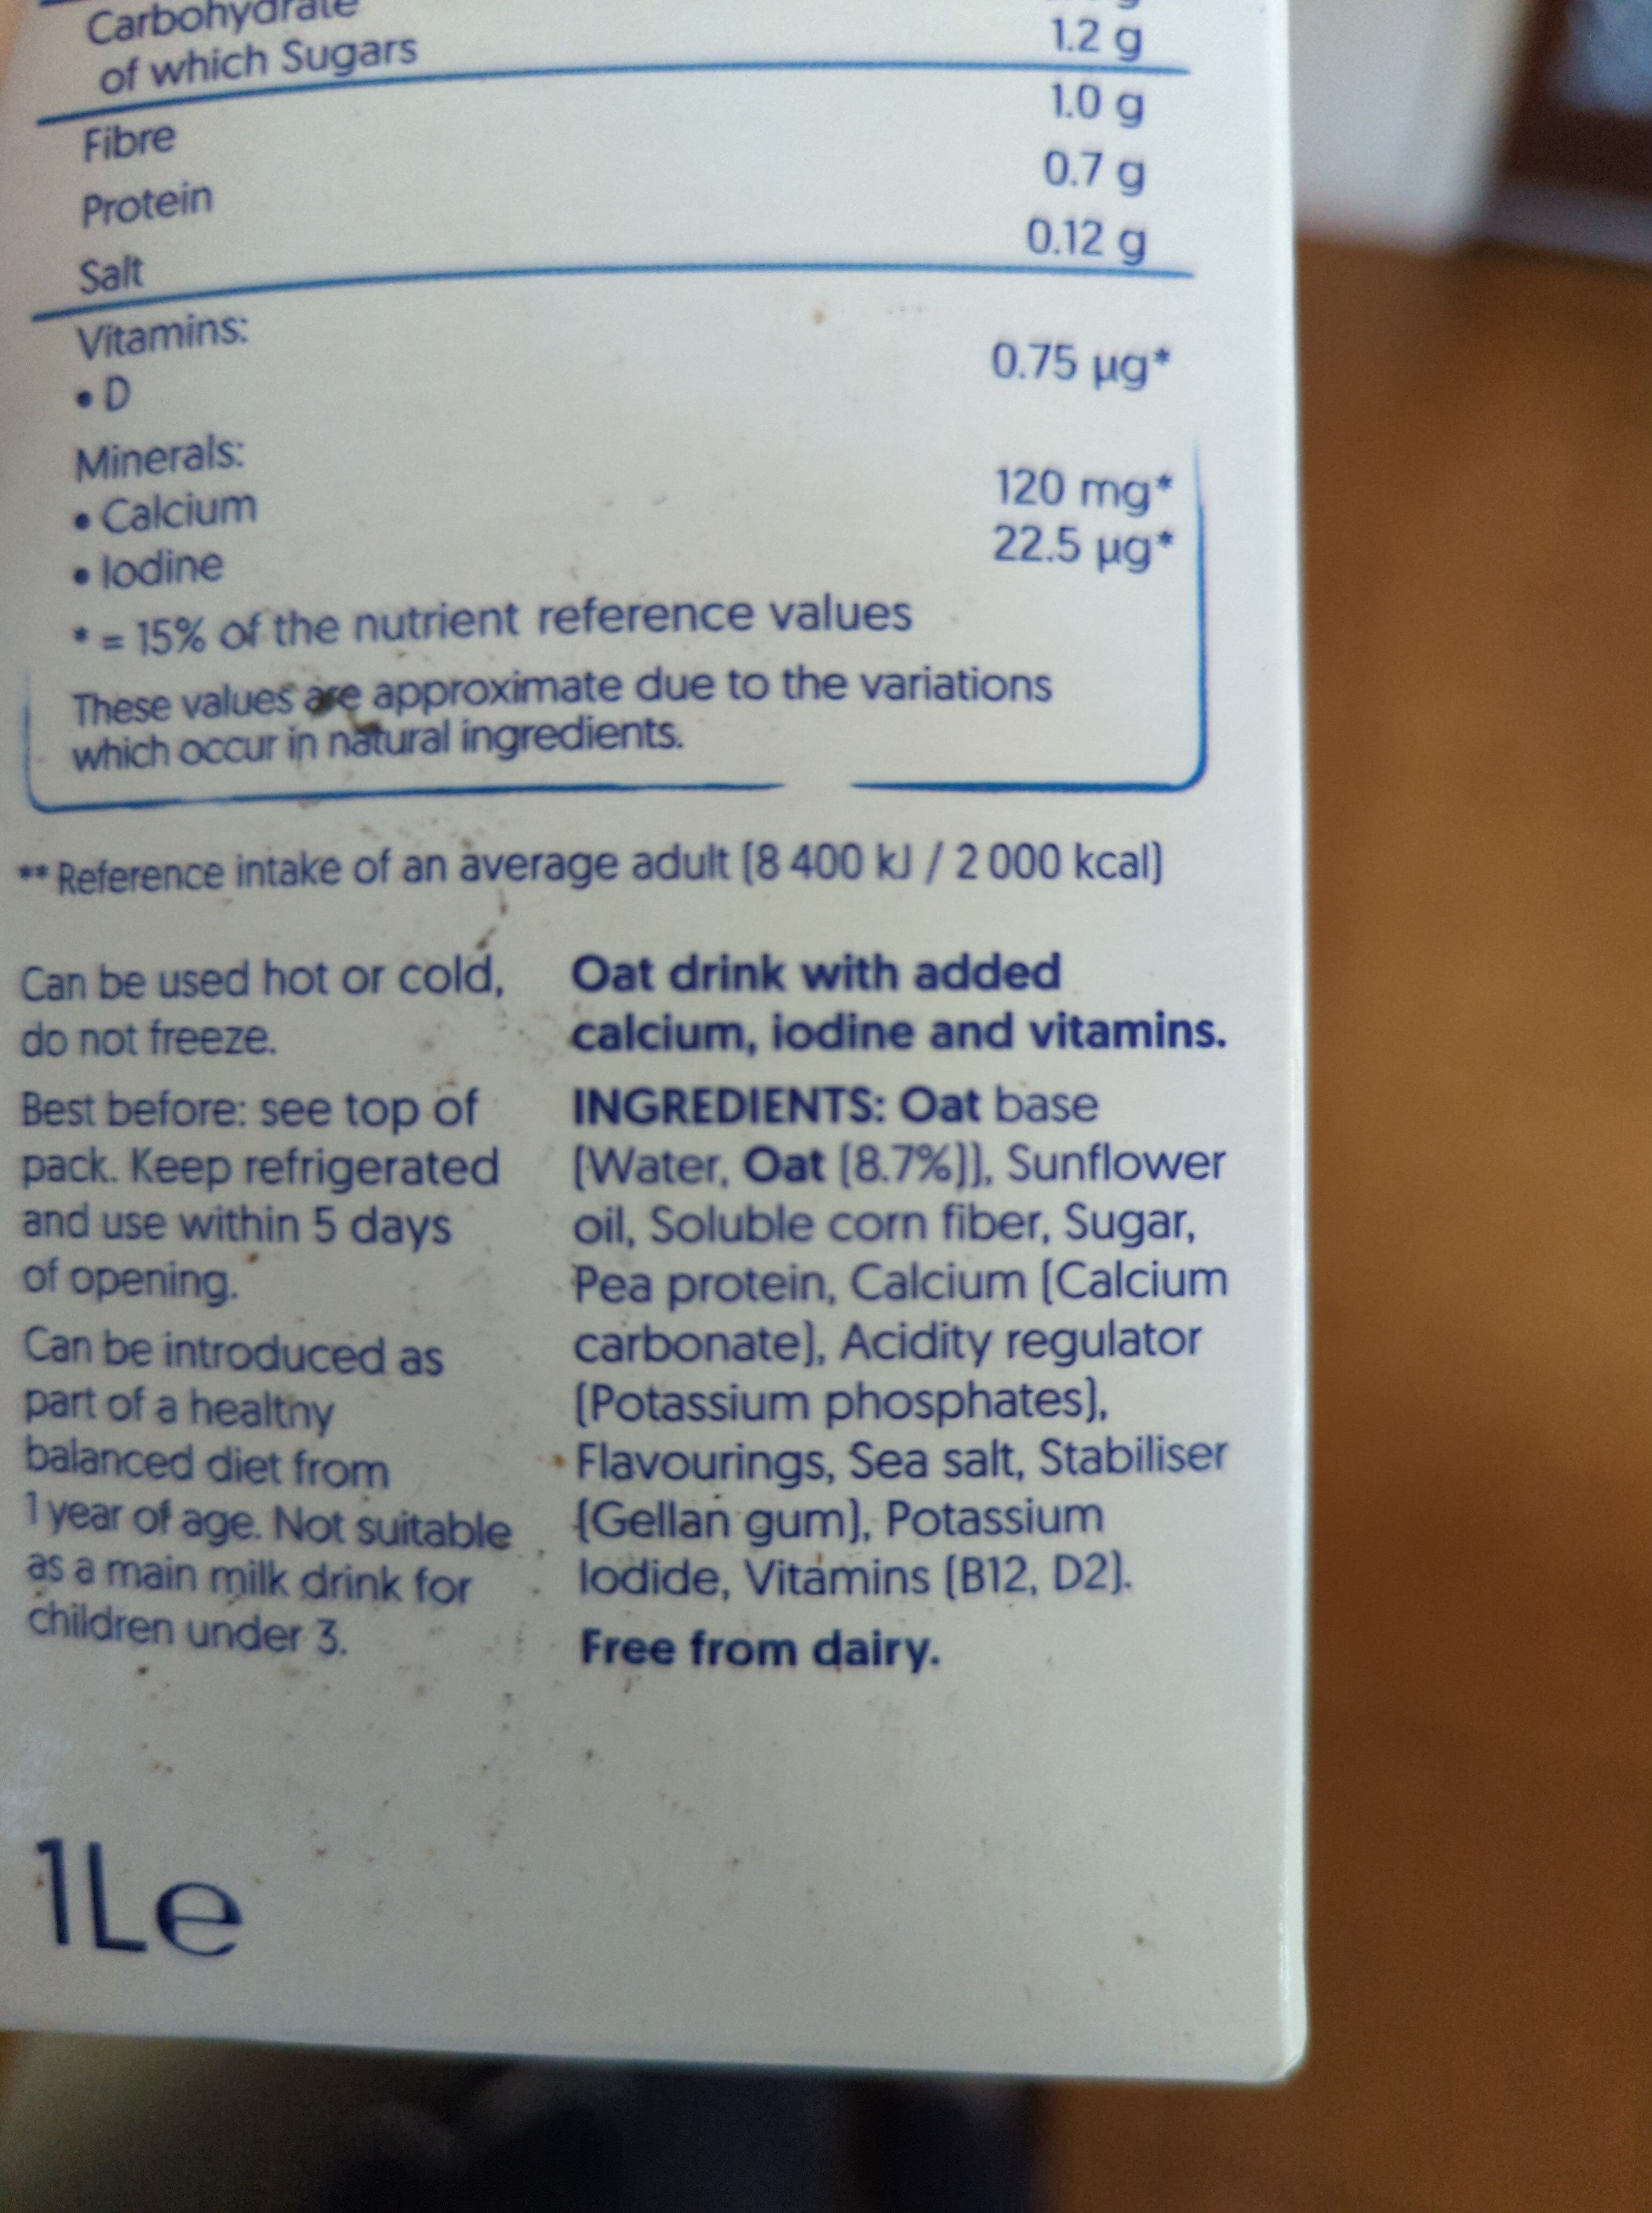 Carbohydrate
of which Sugars 1.2 g
Fibre 1.0 g
Protein 0.7 g
Salt 0.12 g
Vitamins:
• D 0.75 µg*
Minerals:
• Calcium 120 mg*
• Iodine 22.5 µg*
* = 15% of the nutrient reference values
These values are approximate due to the variations
which occur in natural ingredients.
** Reference intake of an average adult (8 400 kJ / 2 000 kcal)
Can be used hot or cold,
do not freeze.
Best before: see top of
pack. Keep refrigerated
and use within 5 days
of opening.
Can be introduced as
part of a healthy
balanced diet from
1 year of age. Not suitable
as a main milk drink for
children under 3.
Oat drink with added
calcium, iodine and vitamins.
INGREDIENTS: Oat base
(Water, Oat (8.7%)), Sunflower
oil, Soluble corn fiber, Sugar,
Pea protein, Calcium (Calcium
carbonate), Acidity regulator
(Potassium phosphates),
Flavourings, Sea salt, Stabiliser
(Gellan gum), Potassium
Iodide, Vitamins (B12, D2).
Free from dairy.
1Le